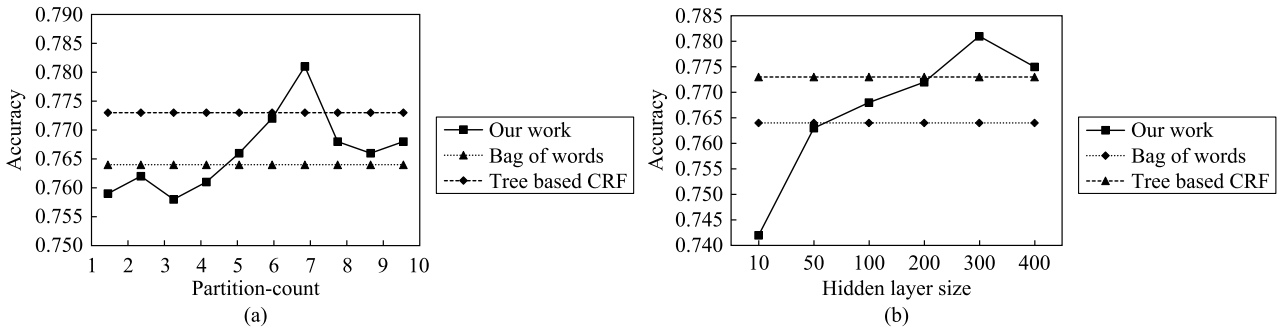 0.790
0.785
0.780
0.775
0.770
0.765
0.760
0.755
0.750
Accuracy
1 2 3 4 5 6 7 8 9 10
Partition-count
(a)
Our work
Bag of words
Tree based CRF
0.785
0.780
0.775
0.770
0.765
0.760
0.755
0.750
0.745
0.740
Accuracy
10 50 100 200 300 400
Hidden layer size
(b)
Our work
Bag of words
Tree based CRF